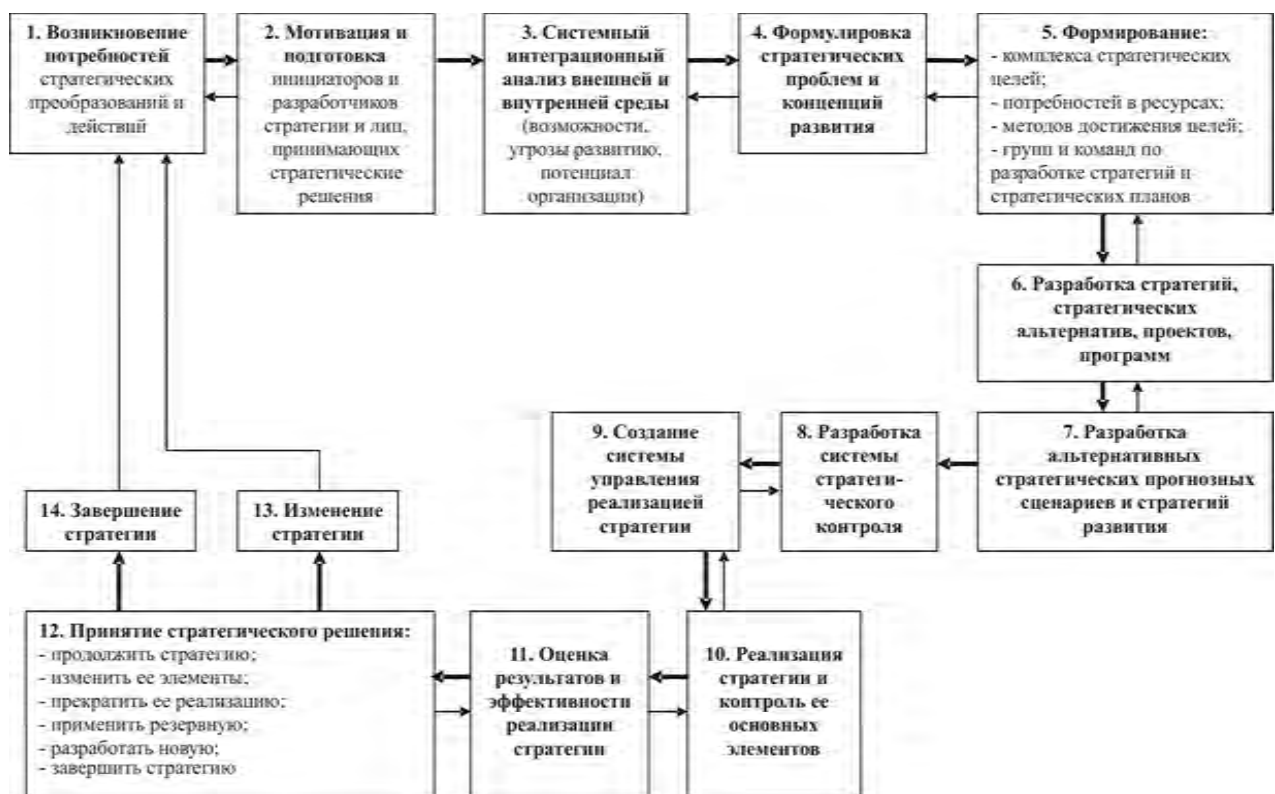 1. Возникновение
потребностей
стратегических
преобразований и
действий
2. Мотивация и
подготовка
инициаторов и
разработчиков
стратегии и лиц,
принимающих
стратегические
решения
3. Системный
интеграционный
анализ внешней и
внутренней среды
(возможности,
угрозы развитию,
потенциал
организации)
4. Формулировка
стратегических
проблем и
концепций
развития
5. Формирование:
- комплекса стратегических
целей;
- потребностей в ресурсах;
- методов достижения целей;
- групп и команд по
разработке стратегий и
стратегических планов
6. Разработка стратегий,
стратегических
альтернатив, проектов,
программ
7. Разработка
альтернативных
стратегических прогнозных
сценариев и стратегий
развития
8. Разработка
системы
стратеги-
ческого
контроля
9. Создание
системы
управления
реализацией
стратегии
10. Реализация
стратегии и
контроль ее
основных
элементов
11. Оценка
результатов и
эффективности
реализации
стратегии
12. Принятие стратегического решения:
- продолжить стратегию;
- изменить ее элементы;
- прекратить ее реализацию;
- применить резервную;
- разработать новую;
- завершить стратегию
13. Изменение
стратегии
14. Завершение
стратегии